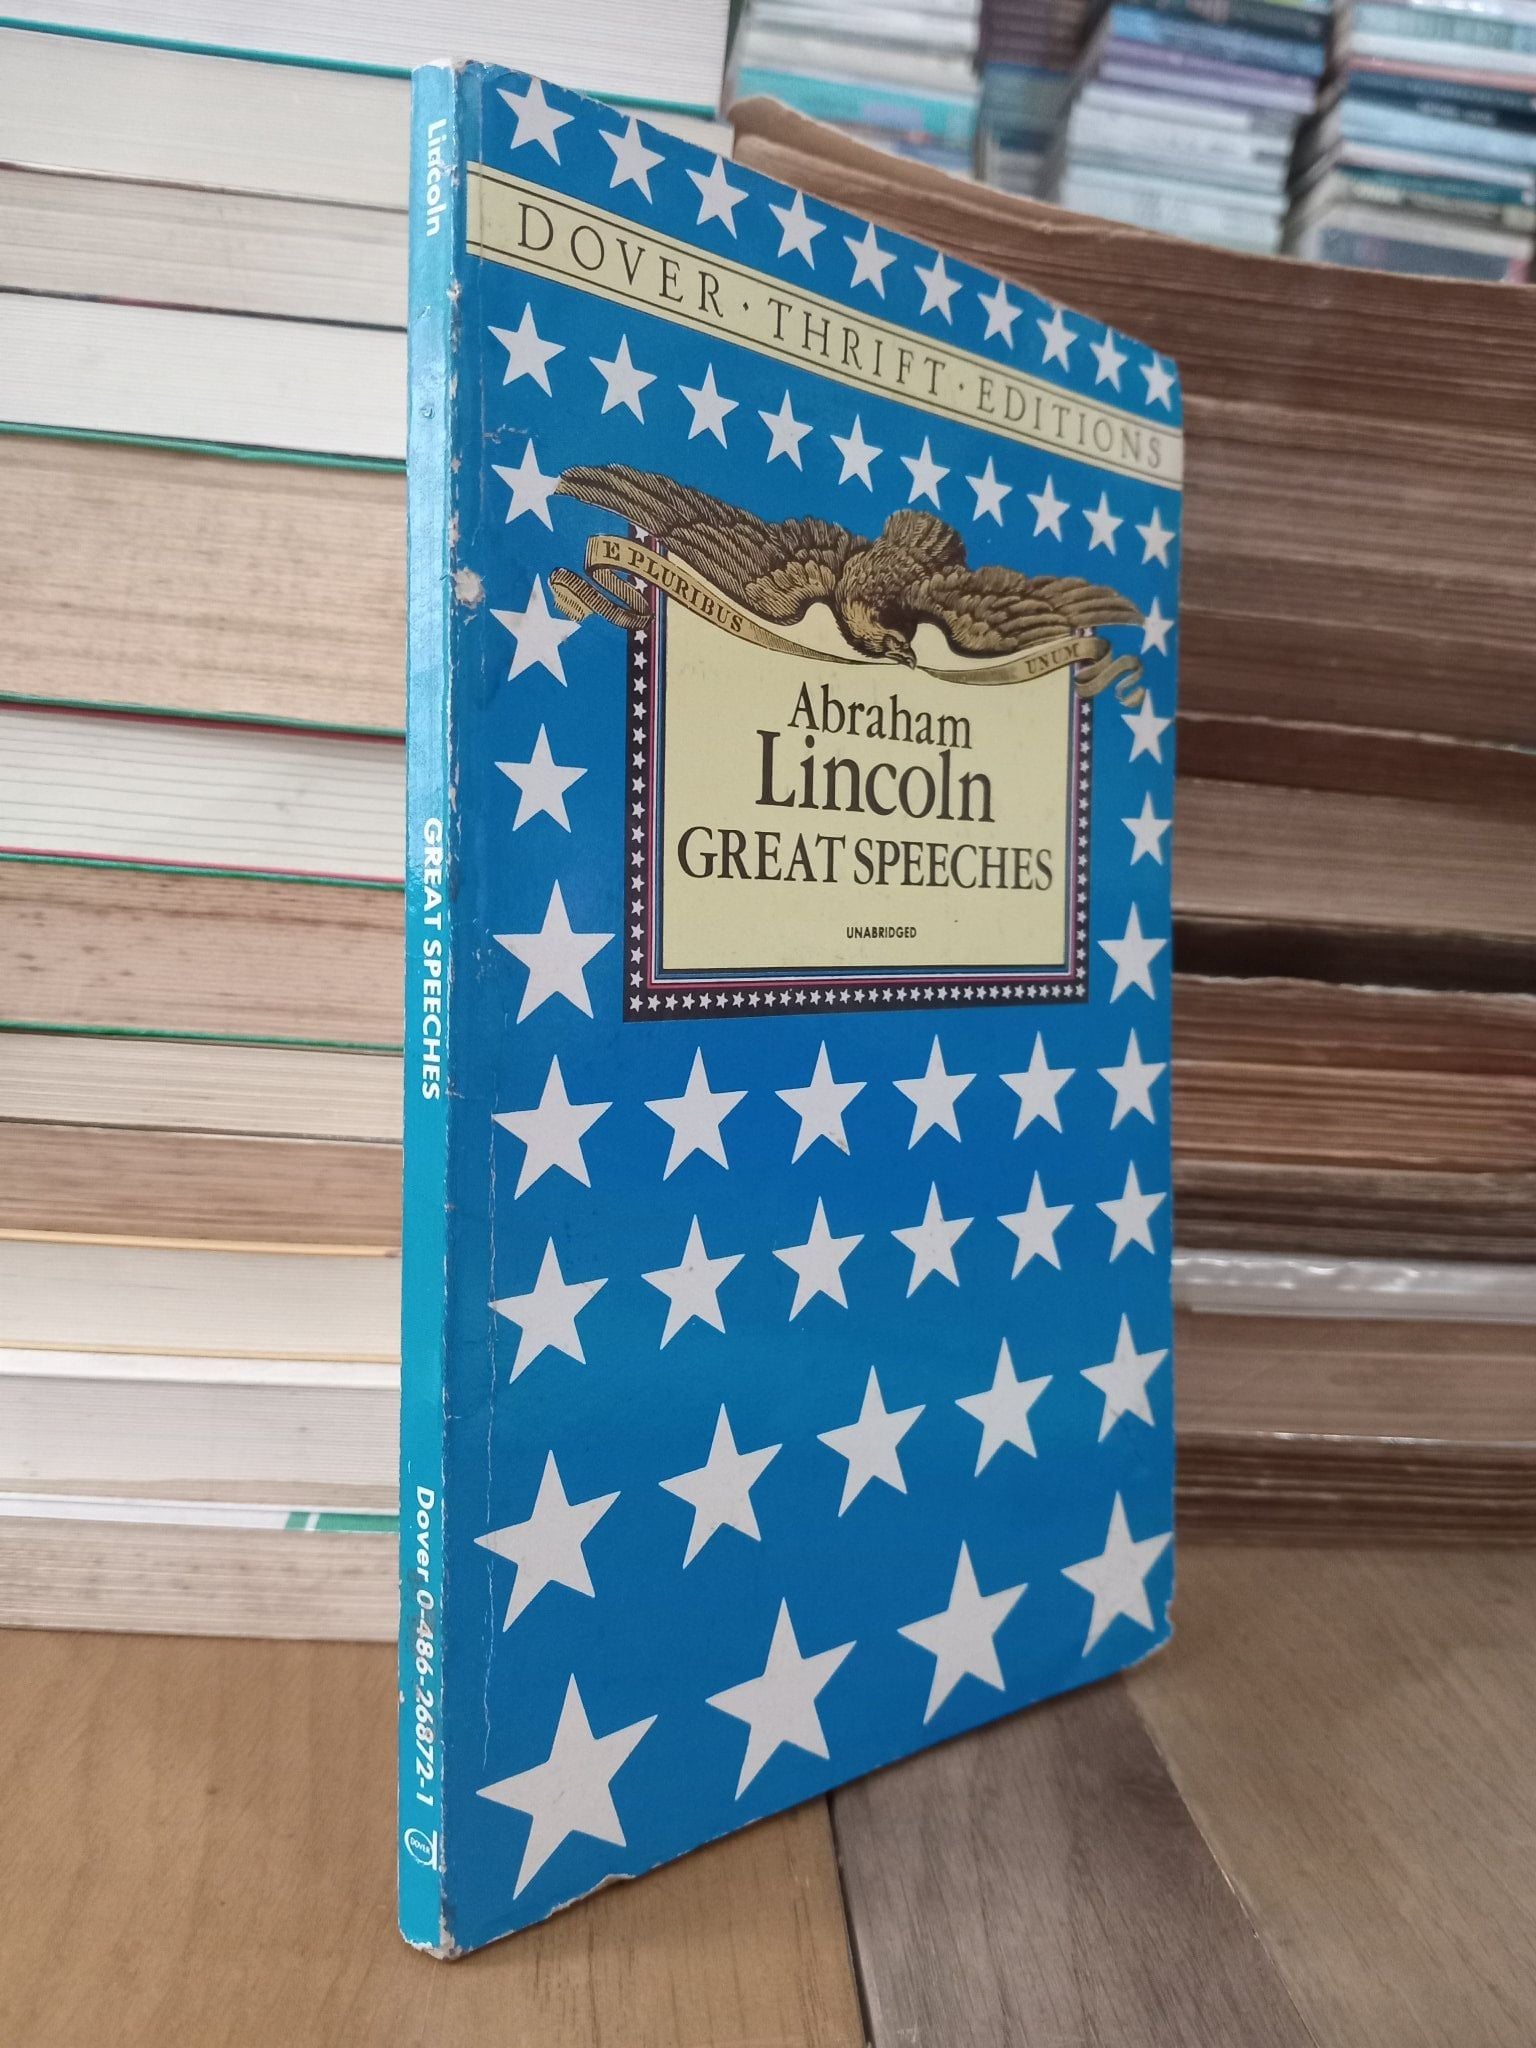 DOVER · THRIFT · EDITIONS
E PLURIBUS UNUM
Abraham
Lincoln
GREAT SPEECHES
UNABRIDGED
Lincoln
GREAT SPEECHES
Dover 0-486-26872-1
DOVER